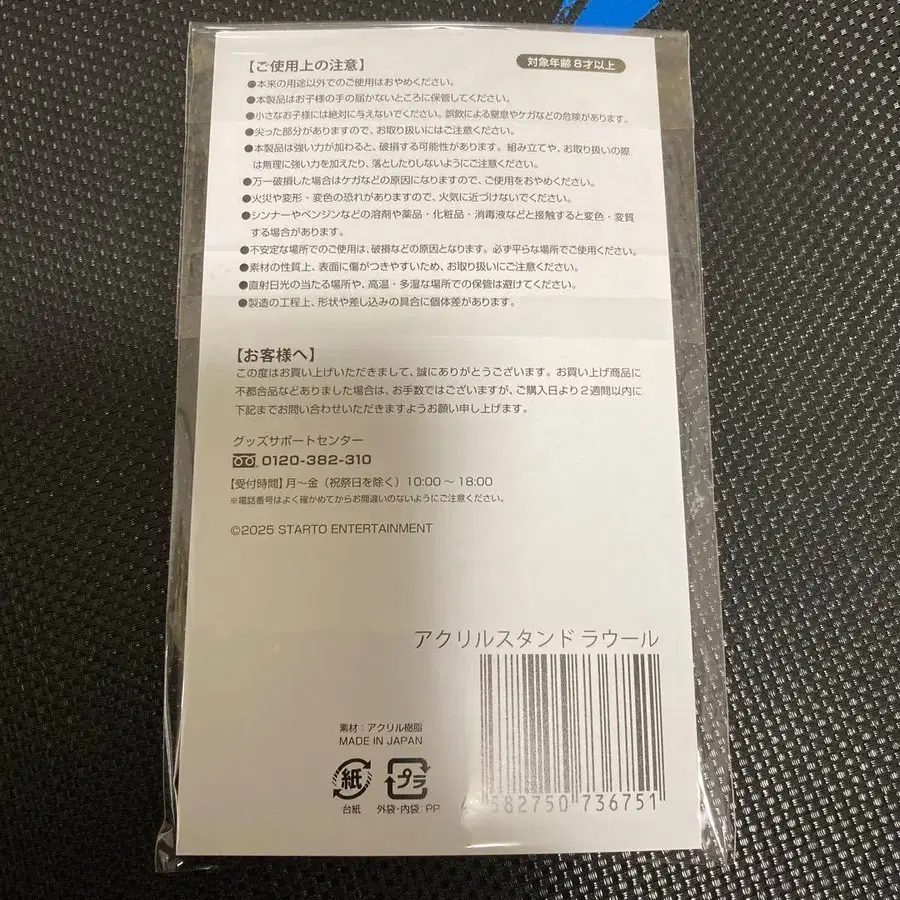 【ご使用上の注意】
対象年齢 8才以上
●本来の用途以外でのご使用はおやめください。
●本製品はお子様の手の届かないところに保管してください。
●小さなお子様には絶対に与えないでください。誤飲による窒息やケガなどの危険があります。
●尖った部分がありますので、お取り扱いにはご注意ください。
●本製品は強い力が加わると、破損する可能性があります。組み立てや、お取り扱いの際
は無理に強い力を加えたり、落としたりしないようにご注意ください。
●万一破損した場合はケガなどの原因になりますので、ご使用をおやめください。
●火災や変形・変色の恐れがありますので、火気に近づけないでください。
●シンナーやベンジンなどの溶剤や薬品・化粧品・消毒液などと接触すると変色・変質
する場合があります。
●不安定な場所でのご使用は、破損などの原因となります。必ず平らな場所でご使用ください。
●素材の性質上、表面に傷がつきやすいため、お取り扱いにご注意ください。
●直射日光の当たる場所や、高温・多湿な場所での保管は避けてください。
●製造の工程上、形状や差し込みの具合に個体差があります。
【お客様へ】
この度はお買い上げいただきまして、誠にありがとうございます。お買い上げ商品に
不都合品などありました場合は、お手数ではございますが、ご購入日より2週間以内に
下記までお問い合わせいただきますようお願い申し上げます。
グッズサポートセンター
0120-382-310
【受付時間】月〜金（祝祭日を除く）10:00〜18:00
※電話番号はよく確かめてからお間違いのないようにご注意ください。
©2025 STARTO ENTERTAINMENT
アクリルスタンド ラウール
素材：アクリル樹脂
MADE IN JAPAN
紙 プラ
台紙 外袋・内袋：PP
4 582750 736751